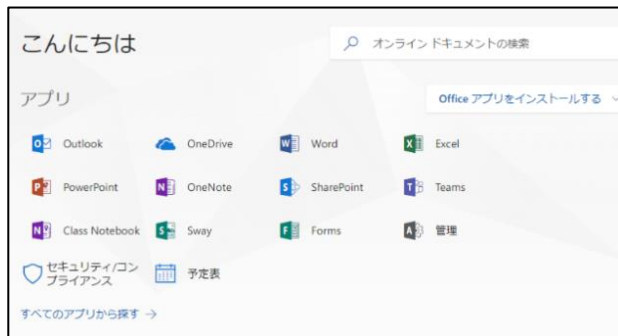 こんにちは
オンライン ドキュメントの検索
アプリ
Office アプリをインストールする
Outlook
OneDrive
Word
Excel
PowerPoint
OneNote
SharePoint
Teams
Class Notebook
Sway
Forms
管理
セキュリティ/コン
プライアンス
予定表
すべてのアプリから探す →